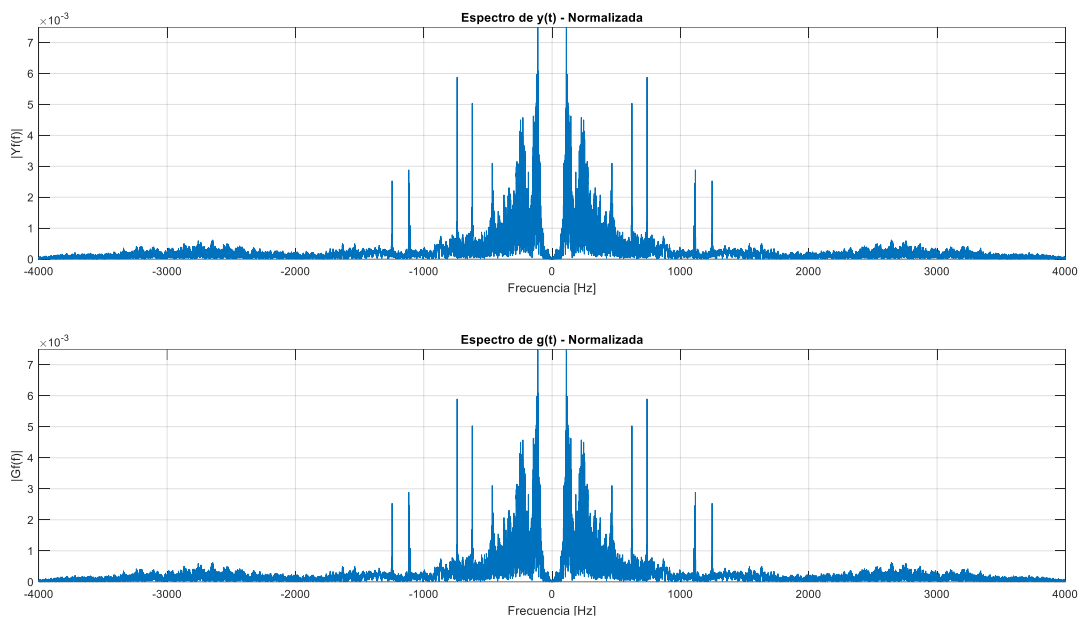 ×10⁻³
Espectro de y(t) - Normalizada
7
6
5
4
3
2
1
0
|Yf(f)|
-4000 -3000 -2000 -1000 0 1000 2000 3000 4000
Frecuencia [Hz]
×10⁻³
Espectro de g(t) - Normalizada
7
6
5
4
3
2
1
0
|Gf(f)|
-4000 -3000 -2000 -1000 0 1000 2000 3000 4000
Frecuencia [Hz]